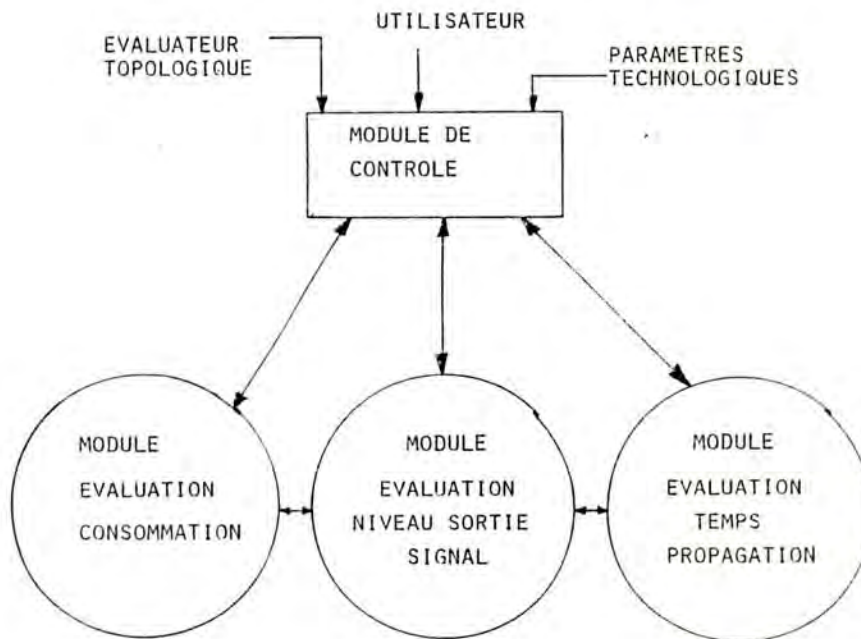 UTILISATEUR
EVALUATEUR
TOPOLOGIQUE
PARAMETRES
TECHNOLOGIQUES
MODULE DE
CONTROLE
MODULE
EVALUATION
CONSOMMATION
MODULE
EVALUATION
NIVEAU SORTIE
SIGNAL
MODULE
EVALUATION
TEMPS
PROPAGATION